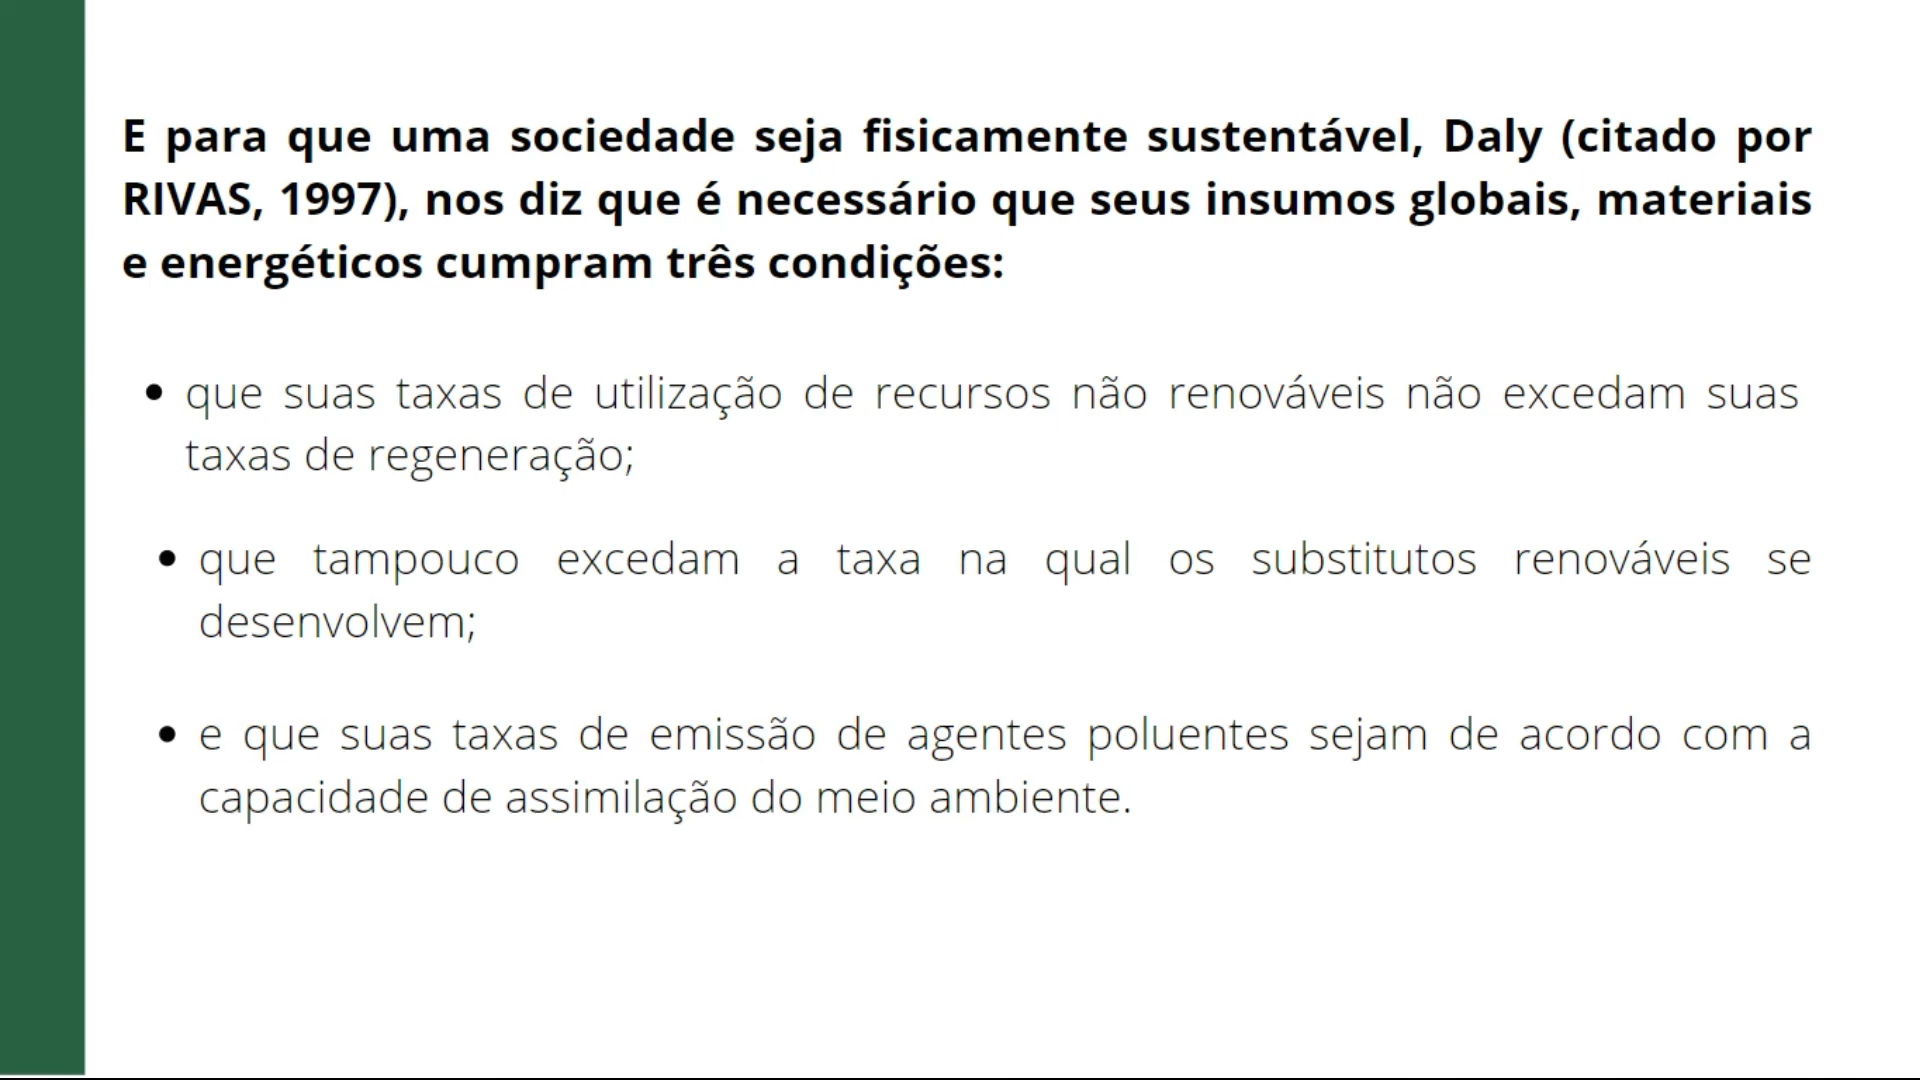 E para que uma sociedade seja fisicamente sustentável, Daly (citado por
RIVAS, 1997), nos diz que é necessário que seus insumos globais, materiais
e energéticos cumpram três condições:
• que suas taxas de utilização de recursos não renováveis não excedam suas
taxas de regeneração;
• que tampouco excedam a taxa na qual os substitutos renováveis se
desenvolvem;
• e que suas taxas de emissão de agentes poluentes sejam de acordo com a
capacidade de assimilação do meio ambiente.